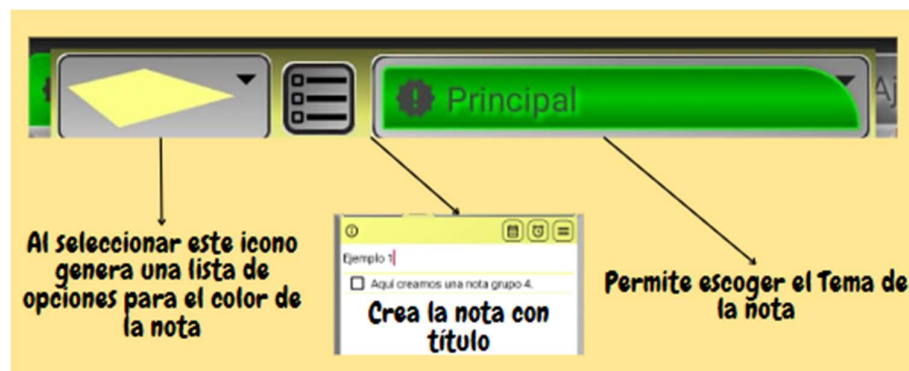 Principal
Aj
Al seleccionar este icono
genera una lista de
opciones para el color de
la nota
Ejemplo 1
Aquí creamos una nota grupo 4.
Crea la nota con
título
Permite escoger el Tema de
la nota